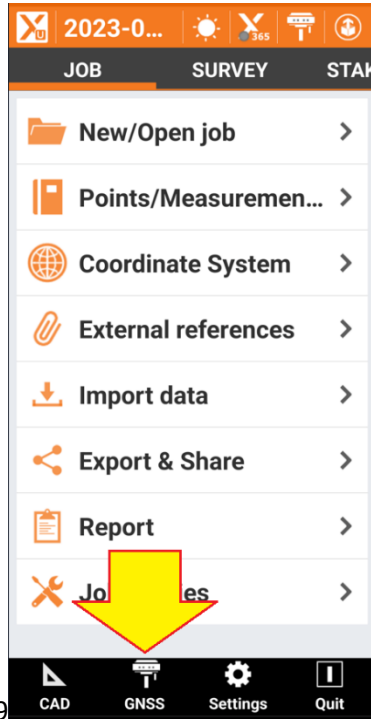 2023-0...
365
JOB SURVEY STAK
New/Open job
Points/Measuremen...
Coordinate System
External references
Import data
Export & Share
Report
Jo es
CAD GNSS Settings Quit
9